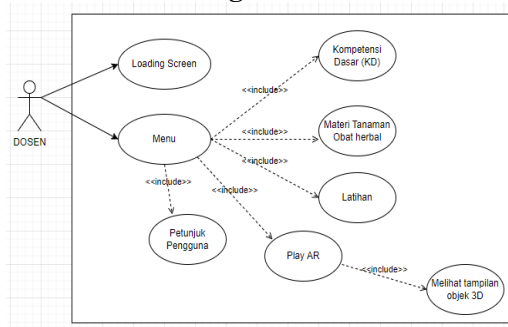 Kompetensi
Dasar (KD)
Loading Screen
<<include>>
DOSEN
Menu
<<include>>
Materi Tanaman
Obat herbal
<<include>>
<<include>>
<<include>>
Latihan
Petunjuk
Pengguna
Play AR
<<include>>
Melihat tampilan
objek 3D